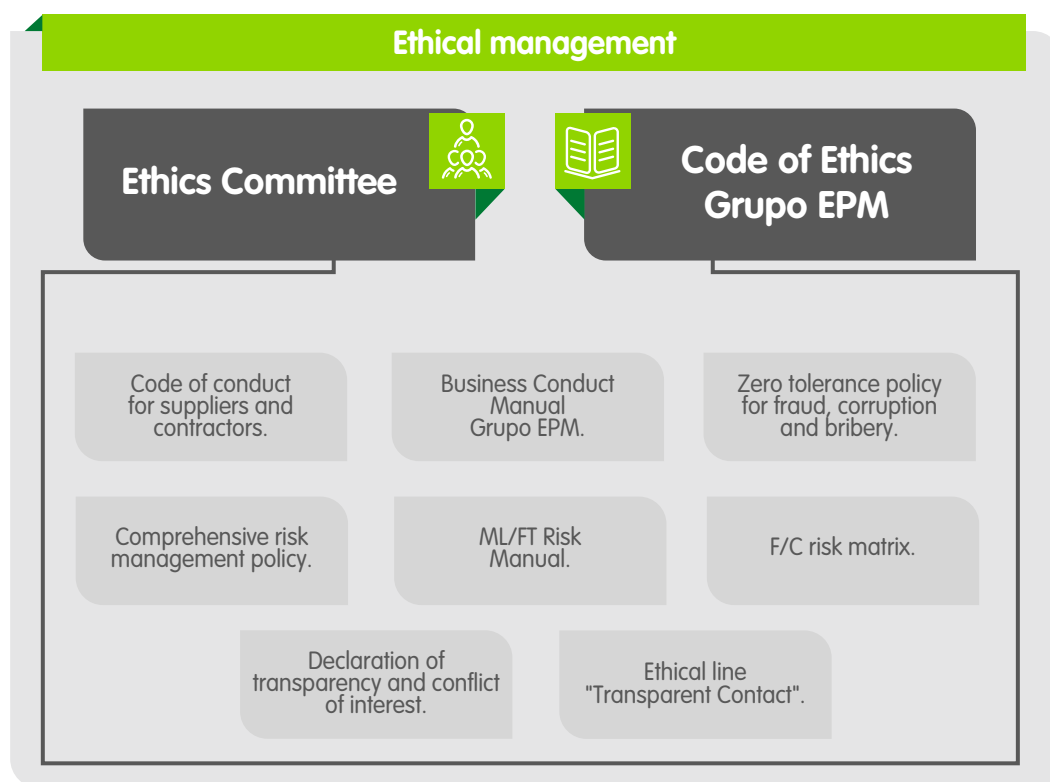 Ethical management
Ethics Committee
Code of Ethics
Grupo EPM
Code of conduct
for suppliers and
contractors.
Business Conduct
Manual
Grupo EPM.
Zero tolerance policy
for fraud, corruption
and bribery.
Comprehensive risk
management policy.
ML/FT Risk
Manual.
F/C risk matrix.
Declaration of
transparency and conflict
of interest.
Ethical line
"Transparent Contact".